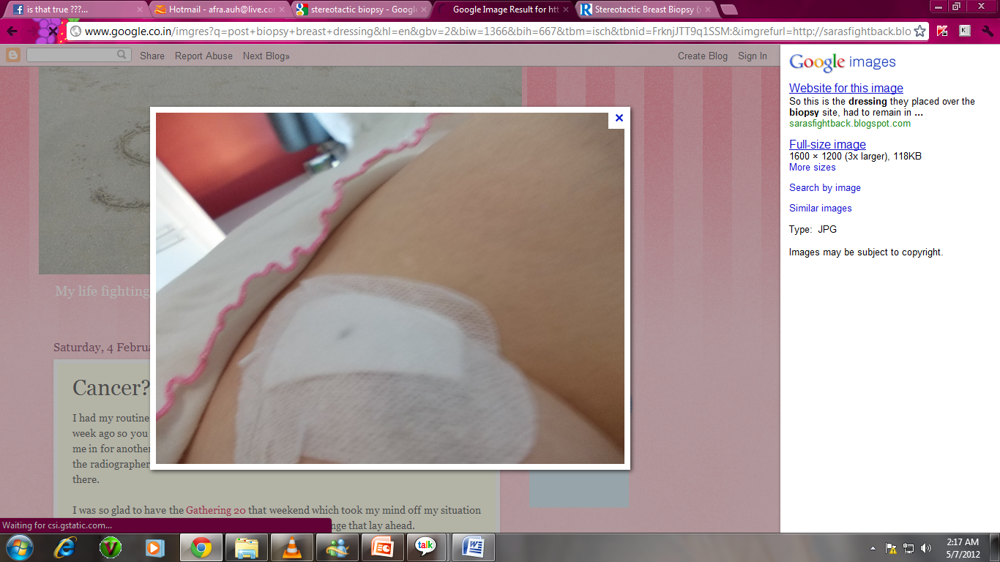 is that true ???...
Hotmail - afra.auh@live.co
stereotactic biopsy - Google
Google Image Result for htt
Stereotactic Breast Biopsy (x
www.google.co.in/imgres?q=post+biopsy+breast+dressing&hl=en&gbv=2&biw=1366&bih=667&tbm=isch&tbnid=FrknjJTT9q1SSM:&imgrefurl=http://sarasfightback.blo
Share Report Abuse Next Blog» Create Blog Sign In
My life fighting
Saturday, 4 Februa
Cancer?
I had my routine
week ago so you
me in for another
the radiographer
there.
I was so glad to have the Gathering 20 that weekend which took my mind off my situation
nge that lay ahead.
Google images
Website for this image
So this is the dressing they placed over the
biopsy site, had to remain in ...
sarasfightback.blogspot.com
Full-size image
1600 × 1200 (3x larger), 118KB
More sizes
Search by image
Similar images
Type: JPG
Images may be subject to copyright.
Waiting for csi.gstatic.com...
talk
2:17 AM
5/7/2012